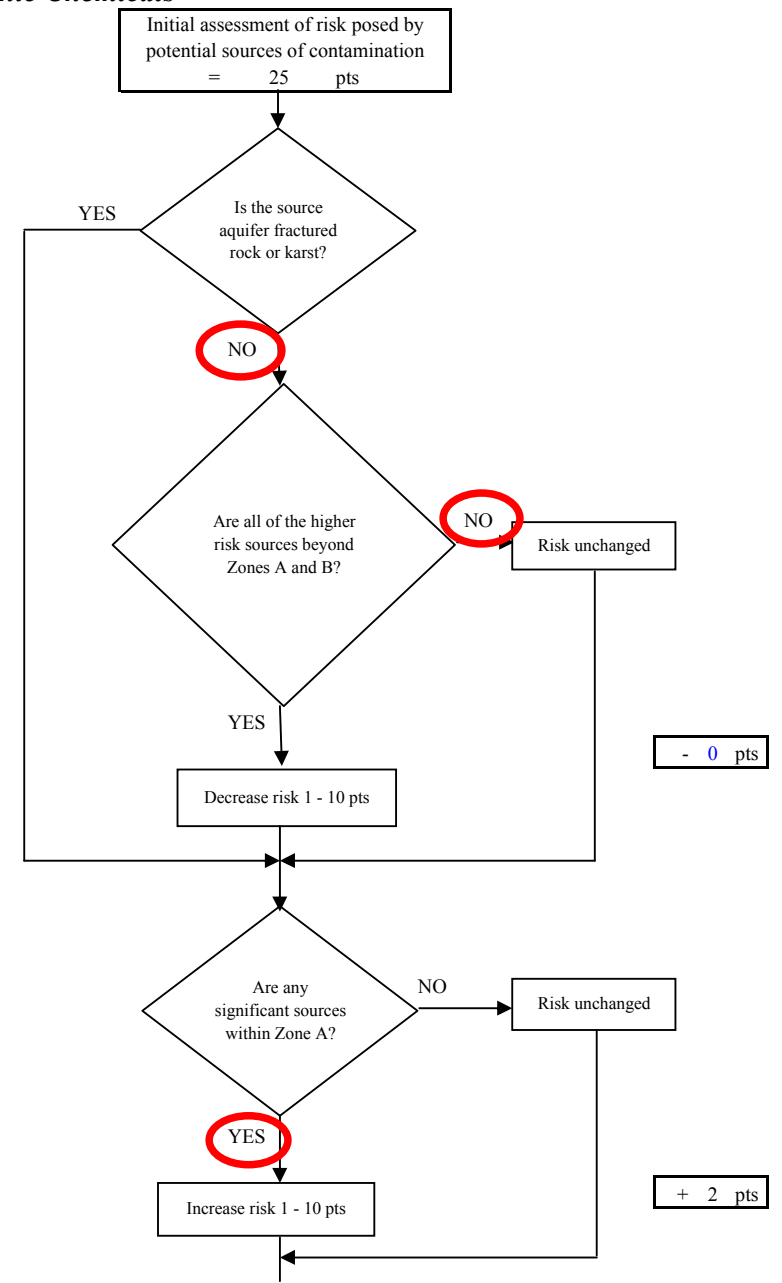 Initial assessment of risk posed by
potential sources of contamination
= 25 pts
YES
Is the source
aquifer fractured
rock or karst?
NO
Are all of the higher
risk sources beyond
Zones A and B?
NO
Risk unchanged
YES
- 0 pts
Decrease risk 1 - 10 pts
Are any
significant sources
within Zone A?
NO
Risk unchanged
YES
+ 2 pts
Increase risk 1 - 10 pts